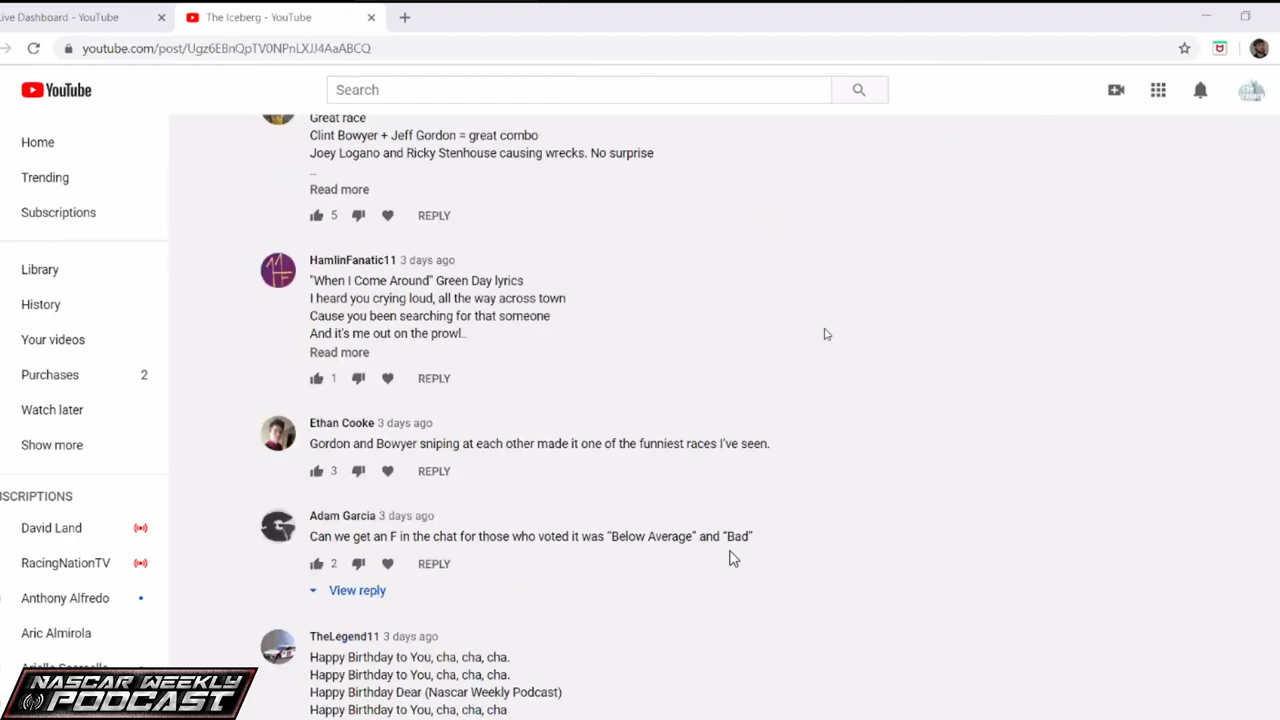 ive Dashboard - YouTube
The Iceberg - YouTube
youtube.com/post/Ugz6EBnQpTV0NPnLXJJ4AaABCQ
YouTube
Search
Home
Trending
Subscriptions
Library
History
Your videos
Purchases 2
Watch later
Show more
BSCRIPTIONS
David Land
RacingNationTV
Anthony Alfredo
Aric Almirola
Great race
Clint Bowyer + Jeff Gordon = great combo
Joey Logano and Ricky Stenhouse causing wrecks. No surprise
..
Read more
5 REPLY
HamlinFanatic11 3 days ago
"When I Come Around" Green Day lyrics
I heard you crying loud, all the way across town
Cause you been searching for that someone
And it's me out on the prowl..
Read more
1 REPLY
Ethan Cooke 3 days ago
Gordon and Bowyer sniping at each other made it one of the funniest races I've seen.
3 REPLY
Adam Garcia 3 days ago
Can we get an F in the chat for those who voted it was “Below Average” and “Bad”
2 REPLY
View reply
TheLegend11 3 days ago
Happy Birthday to You, cha, cha, cha.
Happy Birthday to You, cha, cha, cha.
Happy Birthday Dear (Nascar Weekly Podcast)
Happy Birthday to You, cha, cha, cha
NASCAR WEEKLY
PODCAST